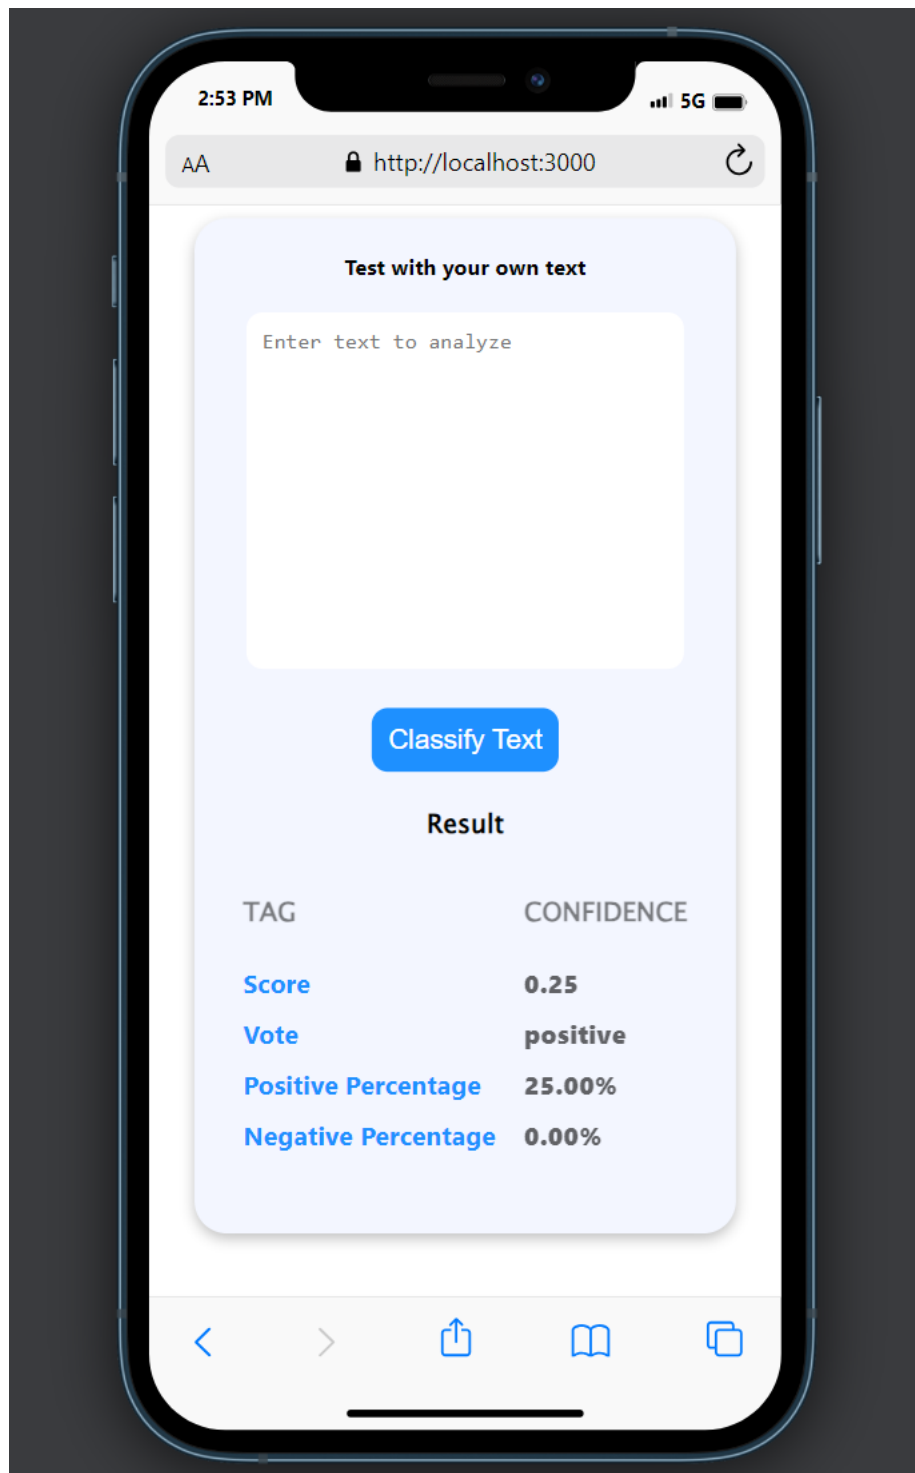 2:53 PM 5G
AA http://localhost:3000
Test with your own text
Enter text to analyze
Classify Text
Result
TAG CONFIDENCE
Score 0.25
Vote positive
Positive Percentage 25.00%
Negative Percentage 0.00%